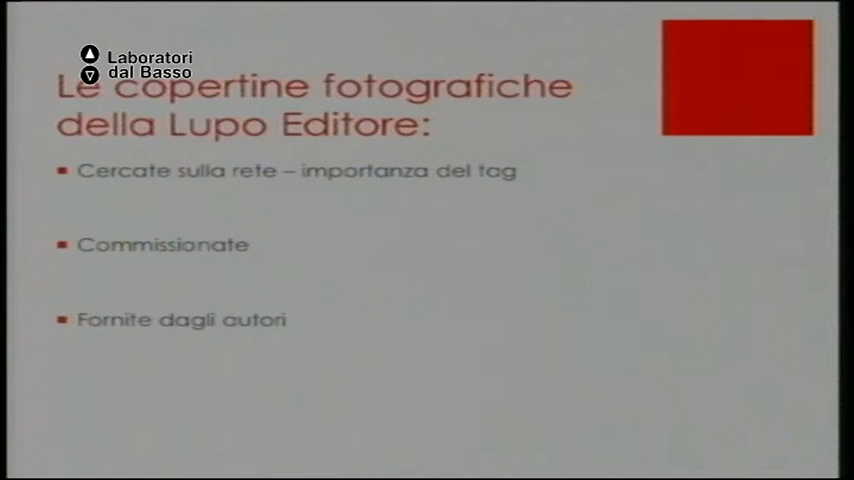 Laboratori
dal Basso
Le copertine fotografiche
della Lupo Editore:
Cercate sulla rete – importanza del tag
Commissionate
Fornite dagli autori